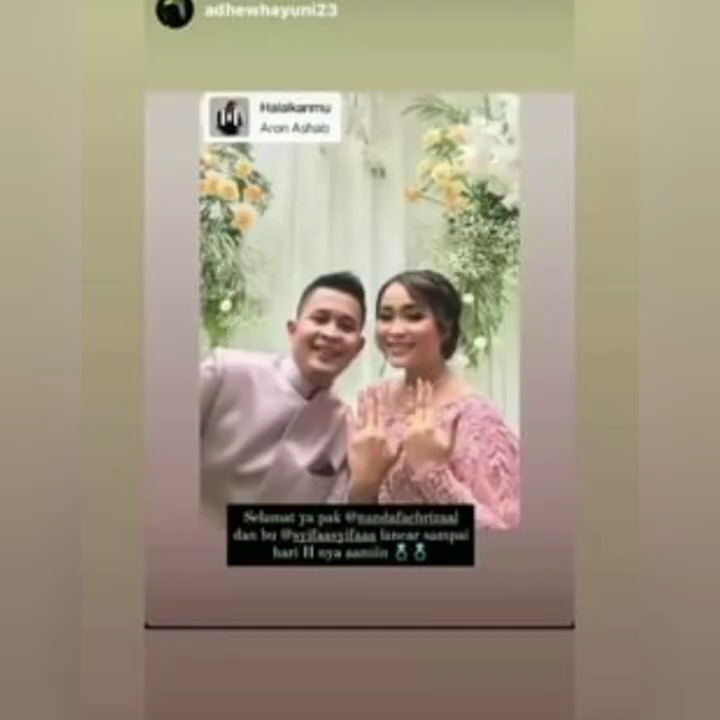 adhewhayuni23
Halalkanmu
Aron Ashab
Selamat ya pak @nandafachrizaal
dan bu @syifaasyifaaa lancar sampai
hari H nya aamiin